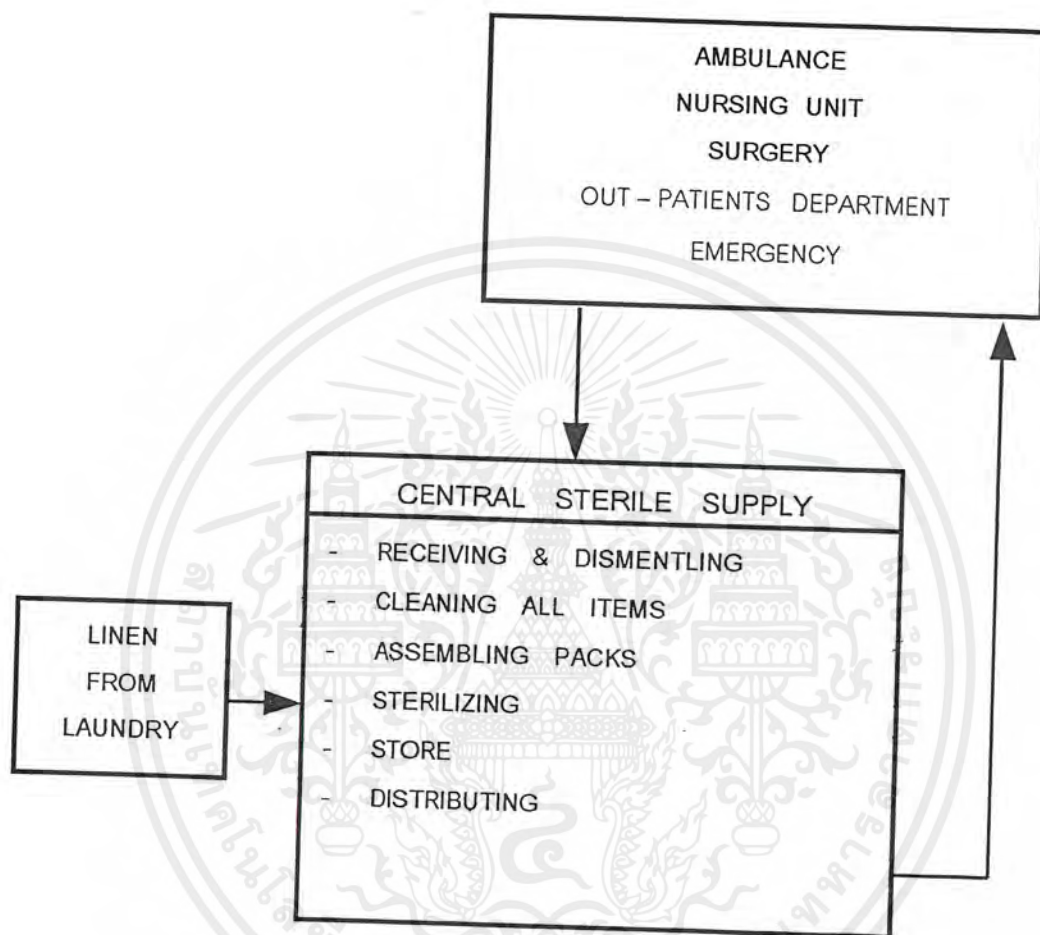 AMBULANCE
NURSING UNIT
SURGERY
OUT – PATIENTS DEPARTMENT
EMERGENCY
CENTRAL STERILE SUPPLY
- RECEIVING & DISMENTLING
- CLEANING ALL ITEMS
- ASSEMBLING PACKS
- STERILIZING
- STORE
- DISTRIBUTING
LINEN
FROM
LAUNDRY